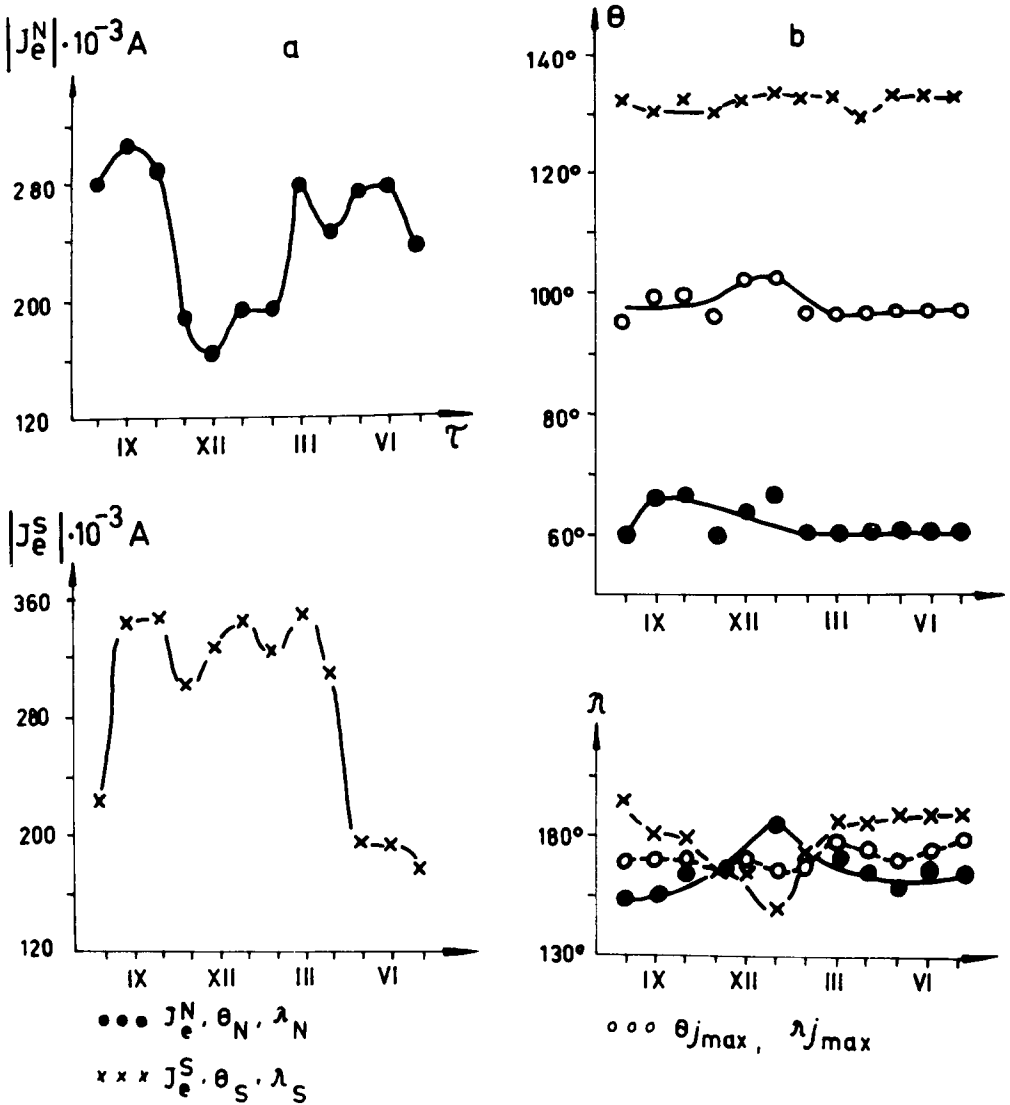 |J_e^N|·10^-3 A
a
280
200
120
IX XII III VI τ
|J_e^S|·10^-3 A
360
280
200
120
IX XII III VI
••• J_e^N, θ_N, λ_N
××× J_e^S, θ_S, λ_S
θ
b
140°
120°
100°
80°
60°
IX XII III VI
λ
180°
130°
IX XII III VI
○○○ θj_max, λj_max